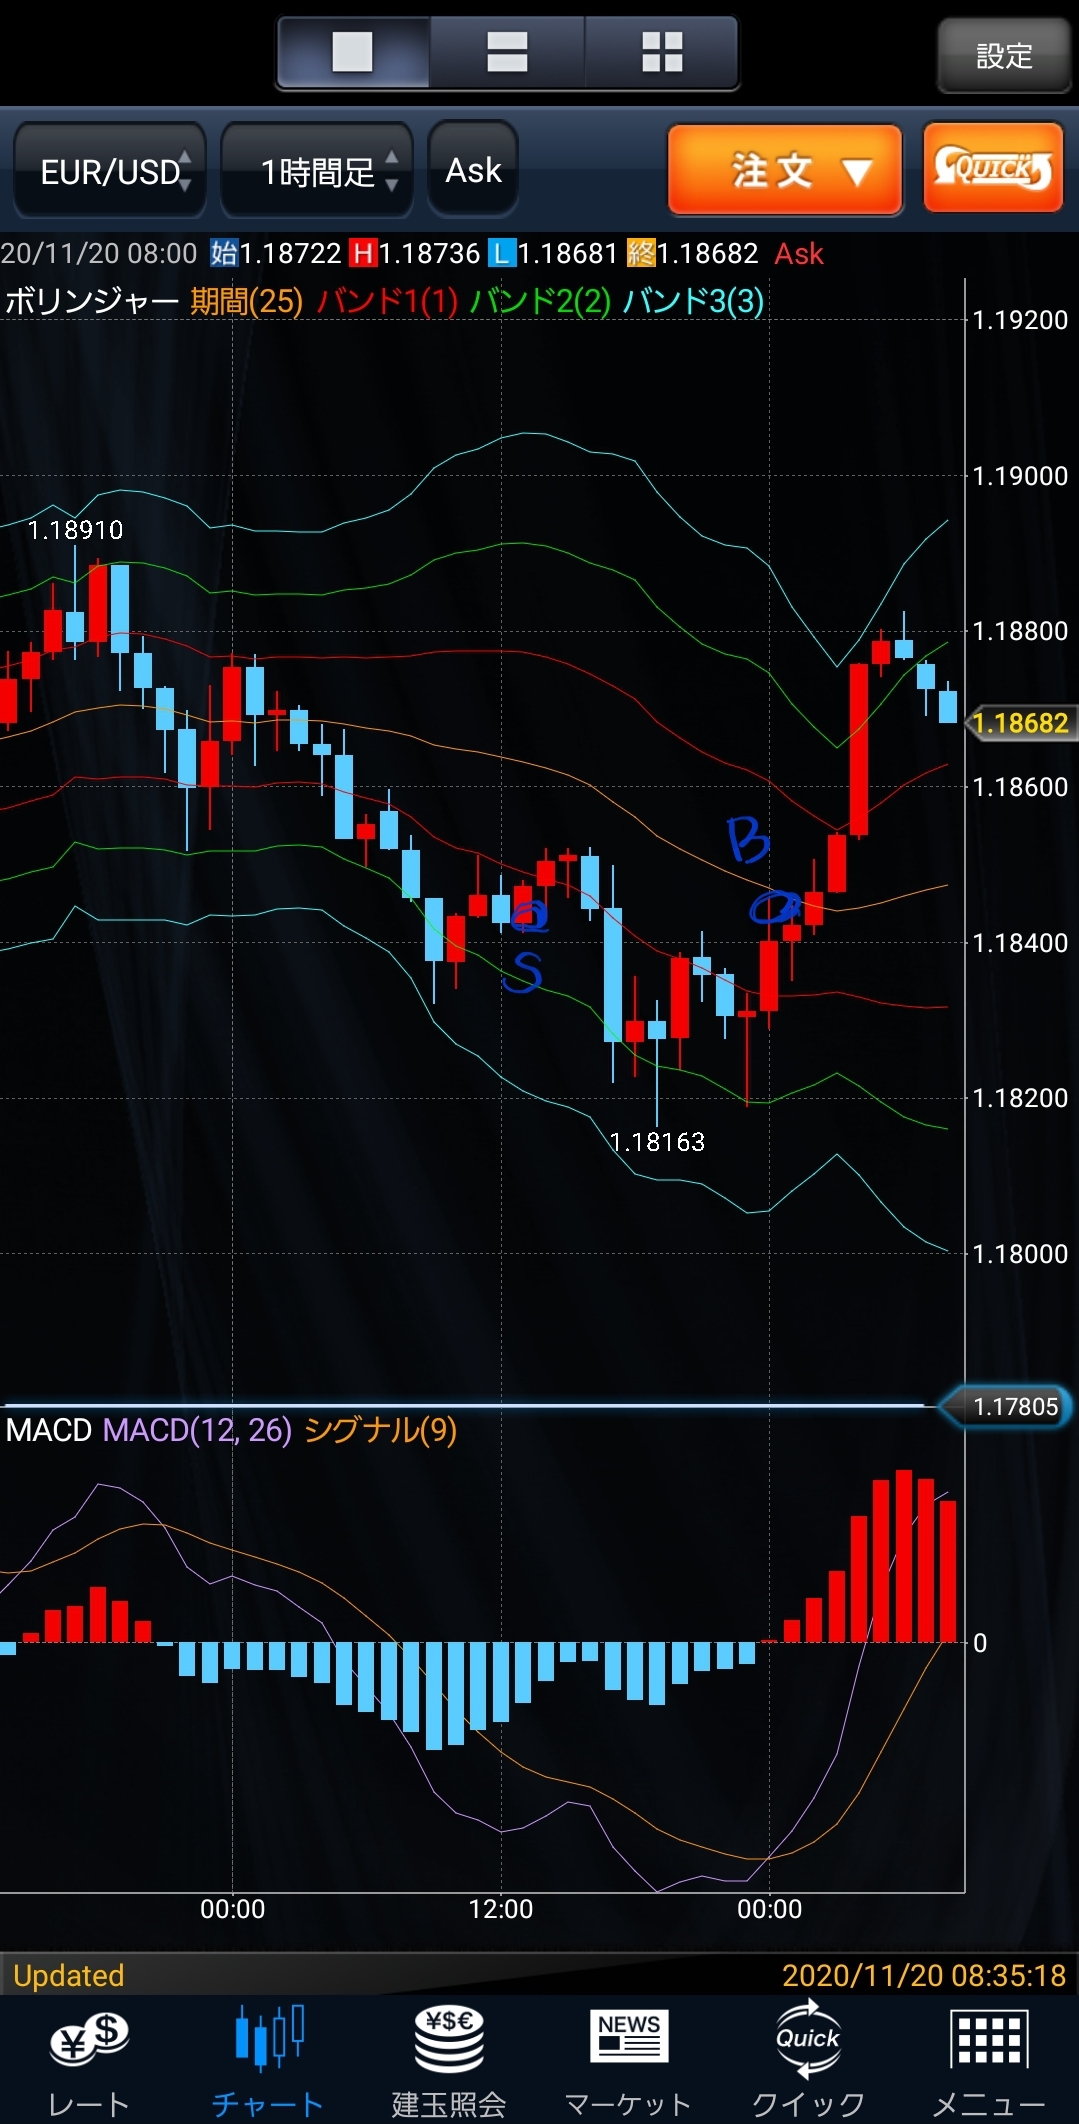 設定
EUR/USD 1時間足 Ask 注文 ▼ QUICK
20/11/20 08:00 始1.18722 H1.18736 L1.18681 終1.18682 Ask
ボリンジャー 期間(25) バンド1(1) バンド2(2) バンド3(3)
1.19200
1.19000
1.18910
1.18800
1.18682
1.18600
B
1.18400
S
1.18200
1.18163
1.18000
1.17805
MACD MACD(12, 26) シグナル(9)
0
00:00 12:00 00:00
Updated 2020/11/20 08:35:18
¥ $ ¥$€ NEWS Quick
レート チャート 建玉照会 マーケット クイック メニュー